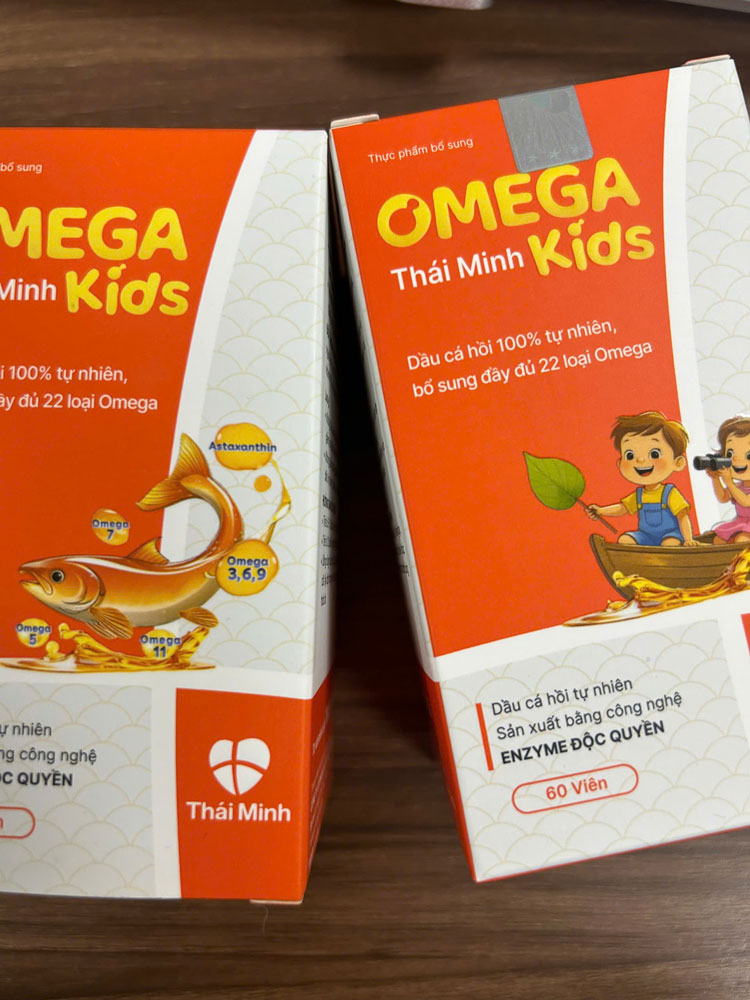 bổ sung
MEGA
Minh Kids
i 100% tự nhiên,
ầy đủ 22 loại Omega
Astaxanthin
Omega
7
Omega
3,6,9
Omega
5
Omega
11
ự nhiên
ng công nghệ
ỘC QUYỀN
Thái Minh
Thực phẩm bổ sung
OMEGA
Thái Minh Kids
Dầu cá hồi 100% tự nhiên,
bổ sung đầy đủ 22 loại Omega
Dầu cá hồi tự nhiên
Sản xuất bằng công nghệ
ENZYME ĐỘC QUYỀN
60 Viên